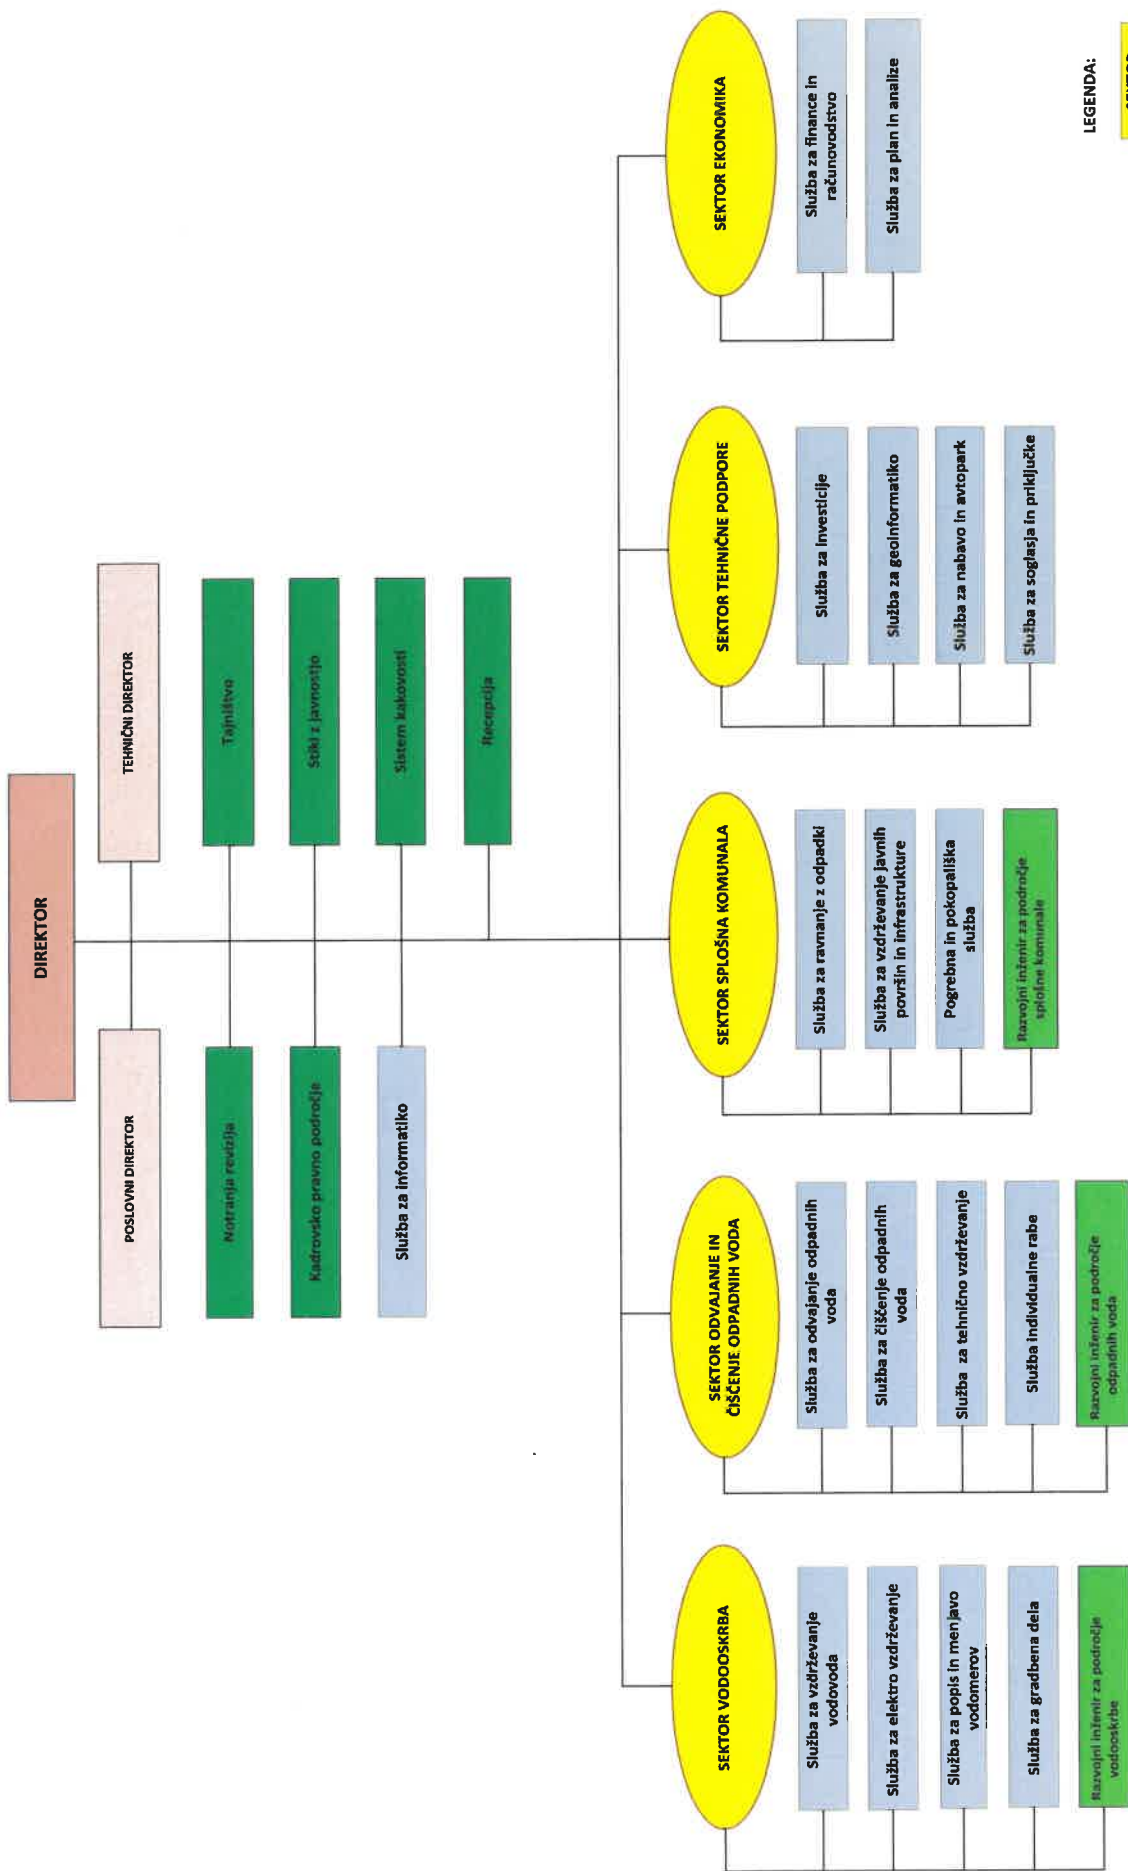 DIREKTOR
POSLOVNI DIREKTOR
TEHNIČNI DIREKTOR
Notranja revizija
Tajništvo
Kadrovsko pravno področje
Stiki z javnostjo
Služba za informatiko
Sistem kakovosti
Recepcija
SEKTOR VODOOSKRBA
Služba za vzdrževanje
vodovoda
Služba za elektro vzdrževanje
Služba za popis in menjavo
vodomerov
Služba za gradbena dela
Razvojni inženir za področje
vodooskrbe
SEKTOR ODVAJANJE IN
ČIŠČENJE ODPADNIH VODA
Služba za odvajanje odpadnih
voda
Služba za čiščenje odpadnih
voda
Služba za tehnično vzdrževanje
Služba individualne rabe
Razvojni inženir za področje
odpadnih voda
SEKTOR SPLOŠNA KOMUNALA
Služba za ravnanje z odpadki
Služba za vzdrževanje javnih
površin in infrastrukture
Pogrebna in pokopališka
služba
Razvojni inženir za področje
splošne komunale
SEKTOR TEHNIČNE PODPORE
Služba za investicije
Služba za geoinformatiko
Služba za nabavo in avtopark
Služba za soglasja in priključke
SEKTOR EKONOMIKA
Služba za finance in
računovodstvo
Služba za plan in analize
LEGENDA: